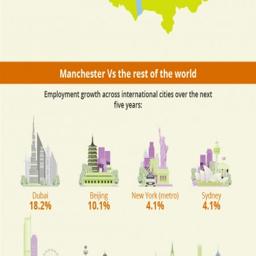 Manchester Vs the rest of the world
Employment growth across international cities over the next
five years:
Dubai
18.2%
Beijing
10.1%
New York (metro)
4.1%
Sydney
4.1%